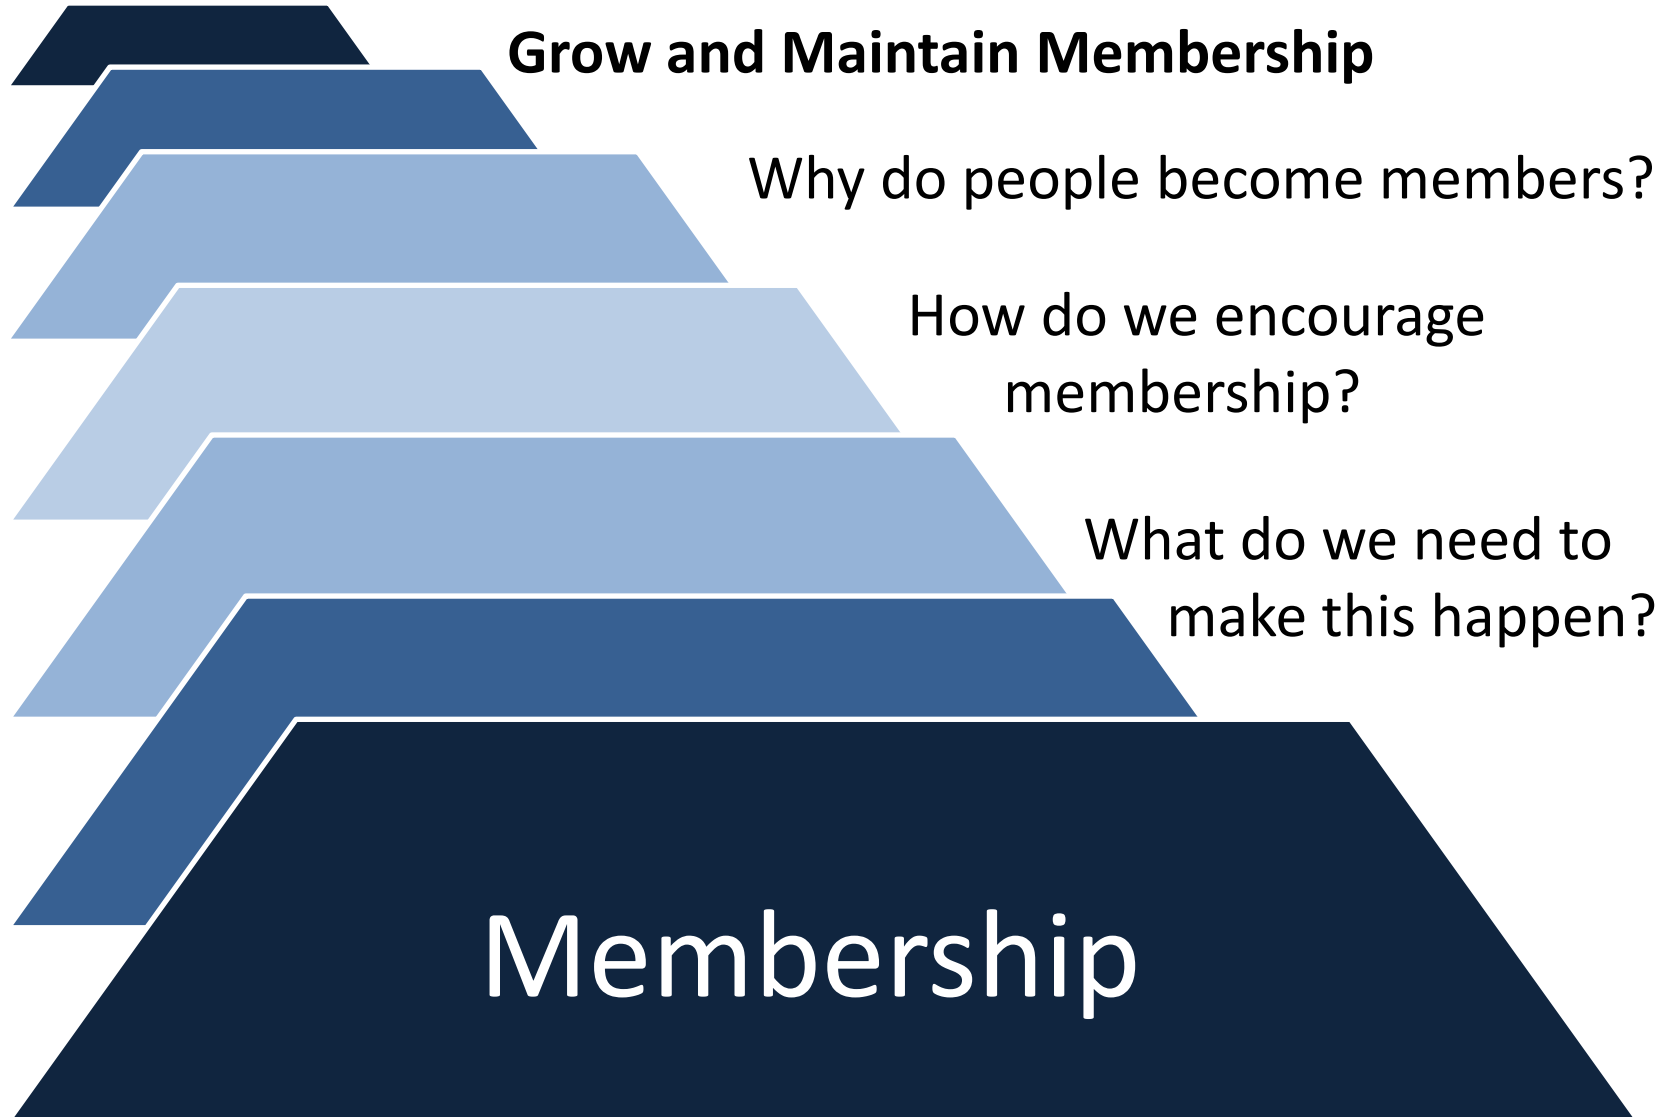 Grow and Maintain Membership
Why do people become members?
How do we encourage
membership?
What do we need to
make this happen?
Membership